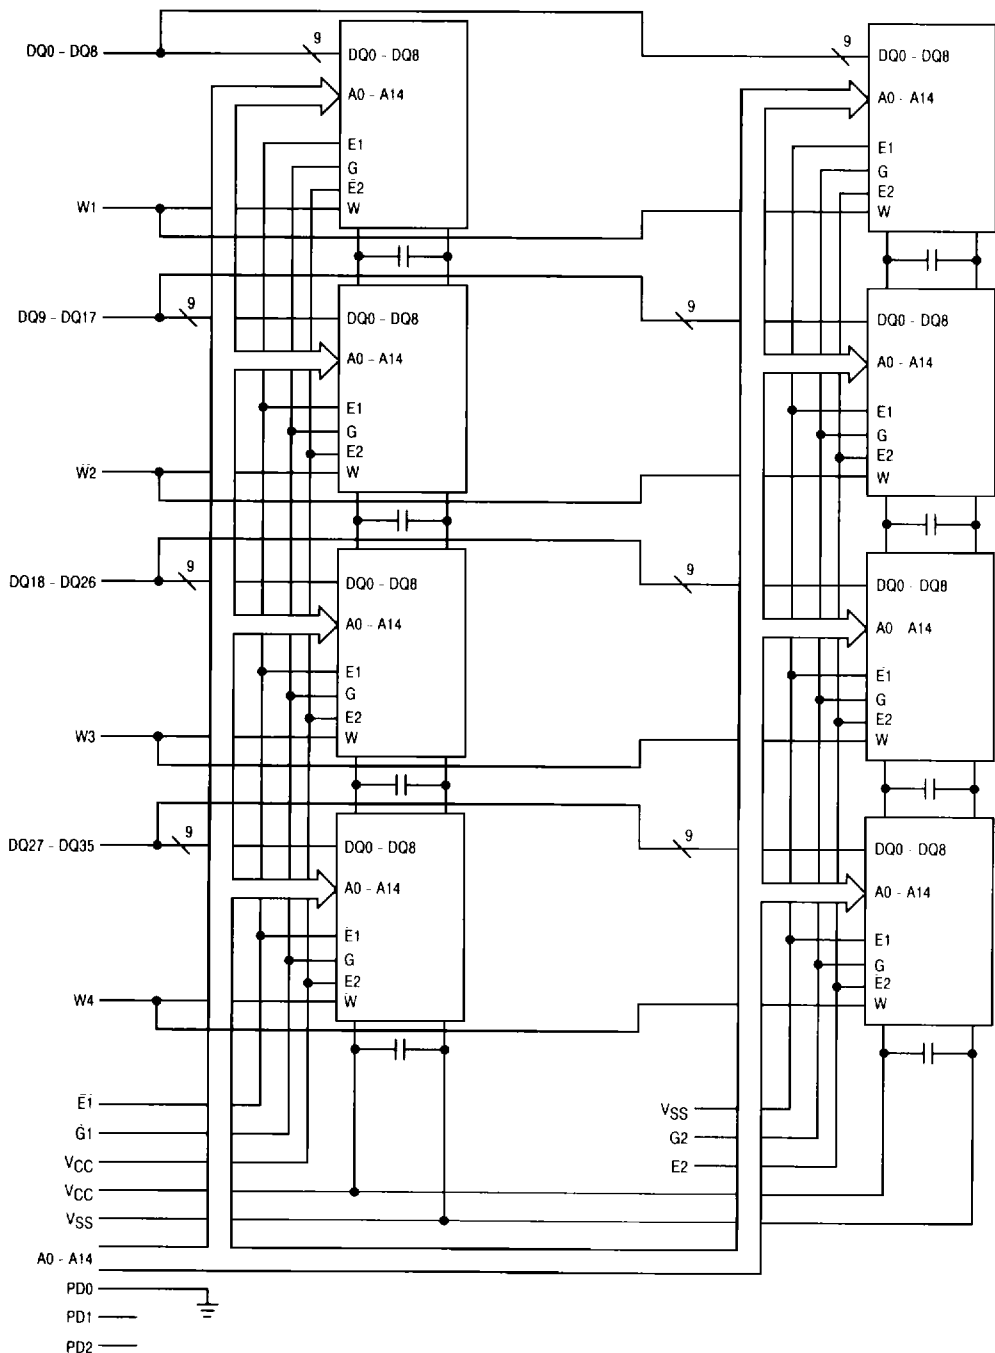 DQ0 - DQ8
9
DQ0 - DQ8
A0 - A14
E1
G
E2
W
9
DQ0 - DQ8
A0 - A14
E1
G
E2
W
W1
DQ9 - DQ17
9
DQ0 - DQ8
A0 - A14
E1
G
E2
W
9
DQ0 - DQ8
A0 - A14
E1
G
E2
W
W2
DQ18 - DQ26
9
DQ0 - DQ8
A0 - A14
E1
G
E2
W
9
DQ0 - DQ8
A0 A14
E1
G
E2
W
W3
DQ27 - DQ35
9
DQ0 - DQ8
A0 - A14
E1
G
E2
W
9
DQ0 - DQ8
A0 - A14
E1
G
E2
W
W4
E1
G1
VCC
VCC
VSS
A0 - A14
PD0
PD1
PD2
VSS
G2
E2